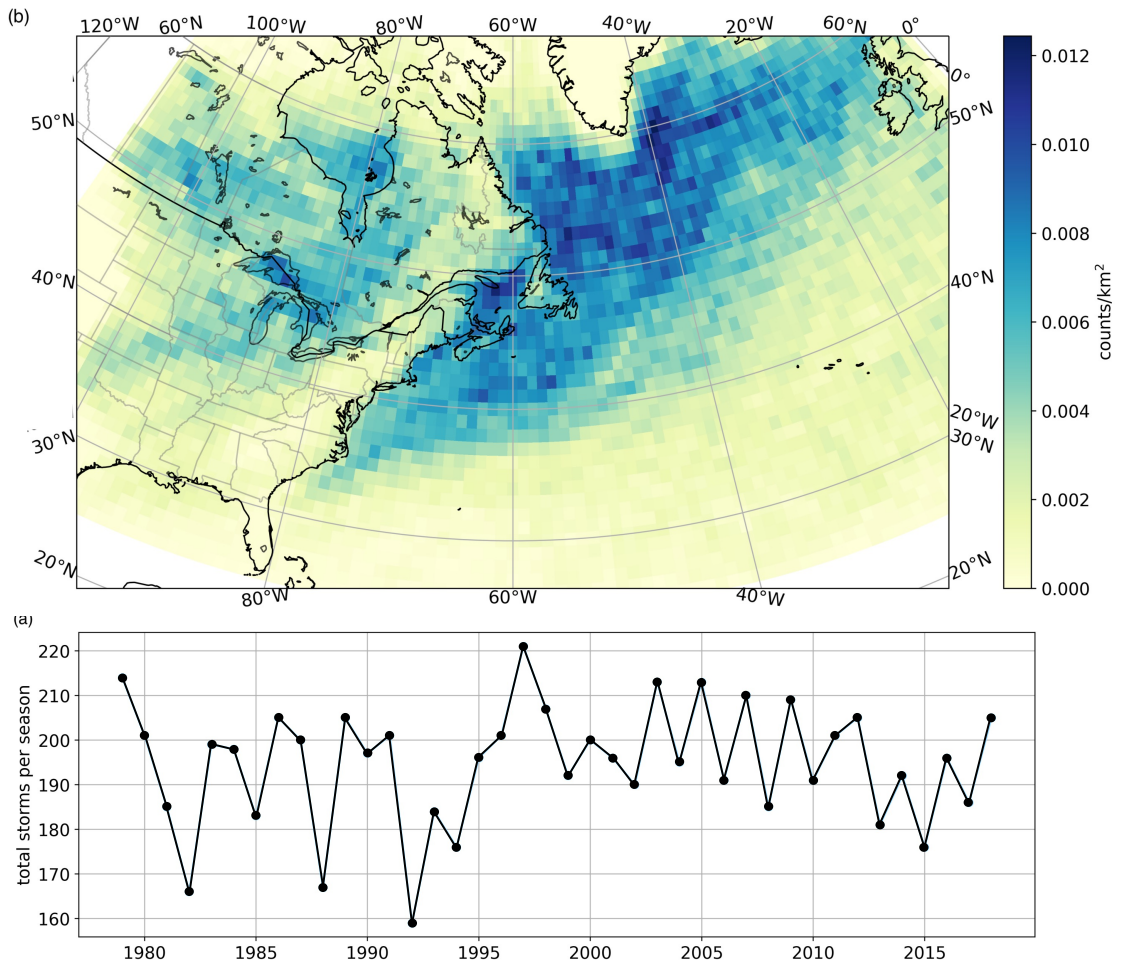 (b)
120°W 60°N 100°W 80°W 60°W 40°W 20°W 60°N 0°
0°
50°N
50°N
40°N
40°N
20°W
30°N
30°N
20°N
20°N
80°W 60°W 40°W
0.012
0.010
0.008
0.006
0.004
0.002
0.000
counts/km²
(a)
total storms per season
220
210
200
190
180
170
160
1980 1985 1990 1995 2000 2005 2010 2015